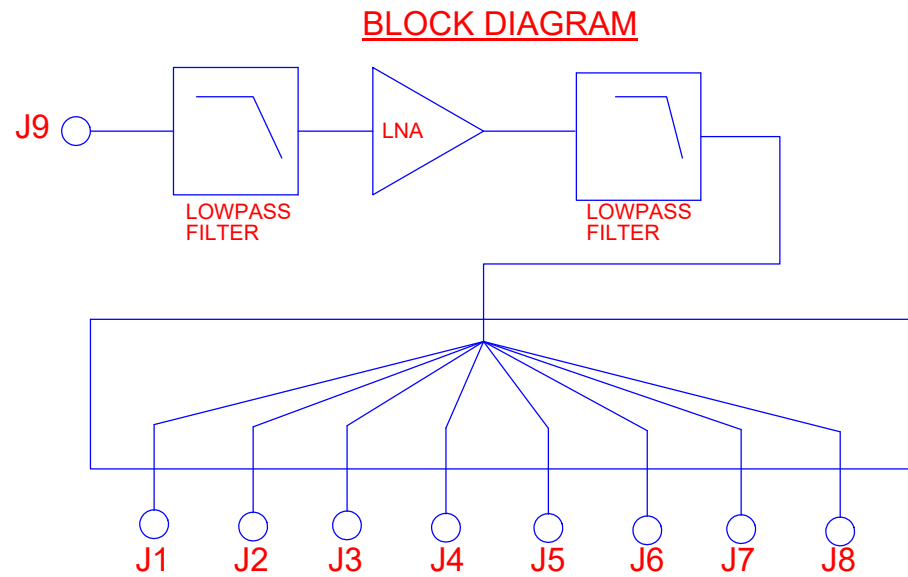 BLOCK DIAGRAM
J9
LNA
LOWPASS
FILTER
LOWPASS
FILTER
J1 J2 J3 J4 J5 J6 J7 J8